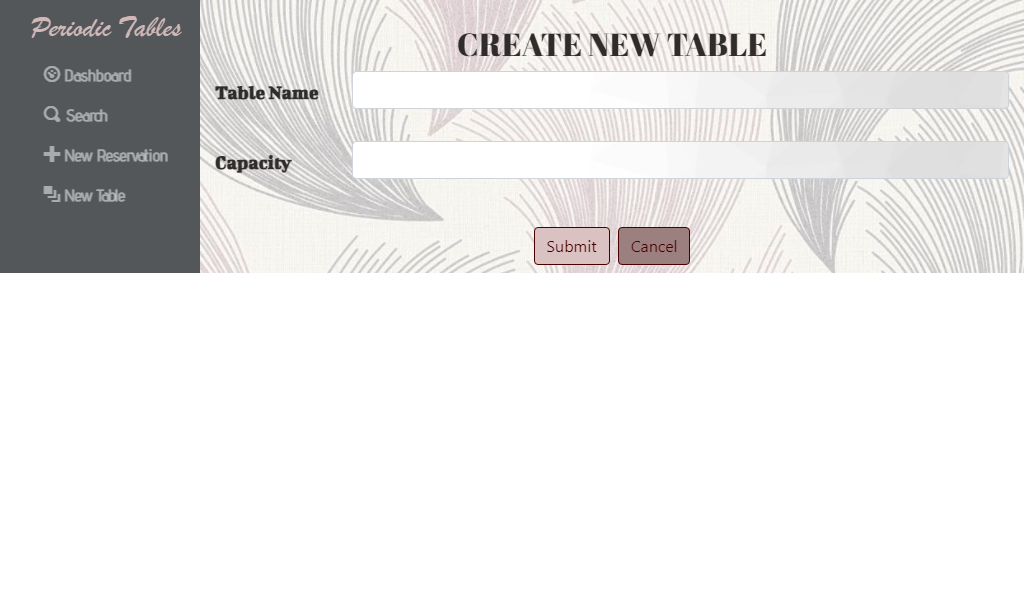 Periodic Tables
Dashboard
Search
New Reservation
New Table
CREATE NEW TABLE
Table Name
Capacity
Submit
Cancel